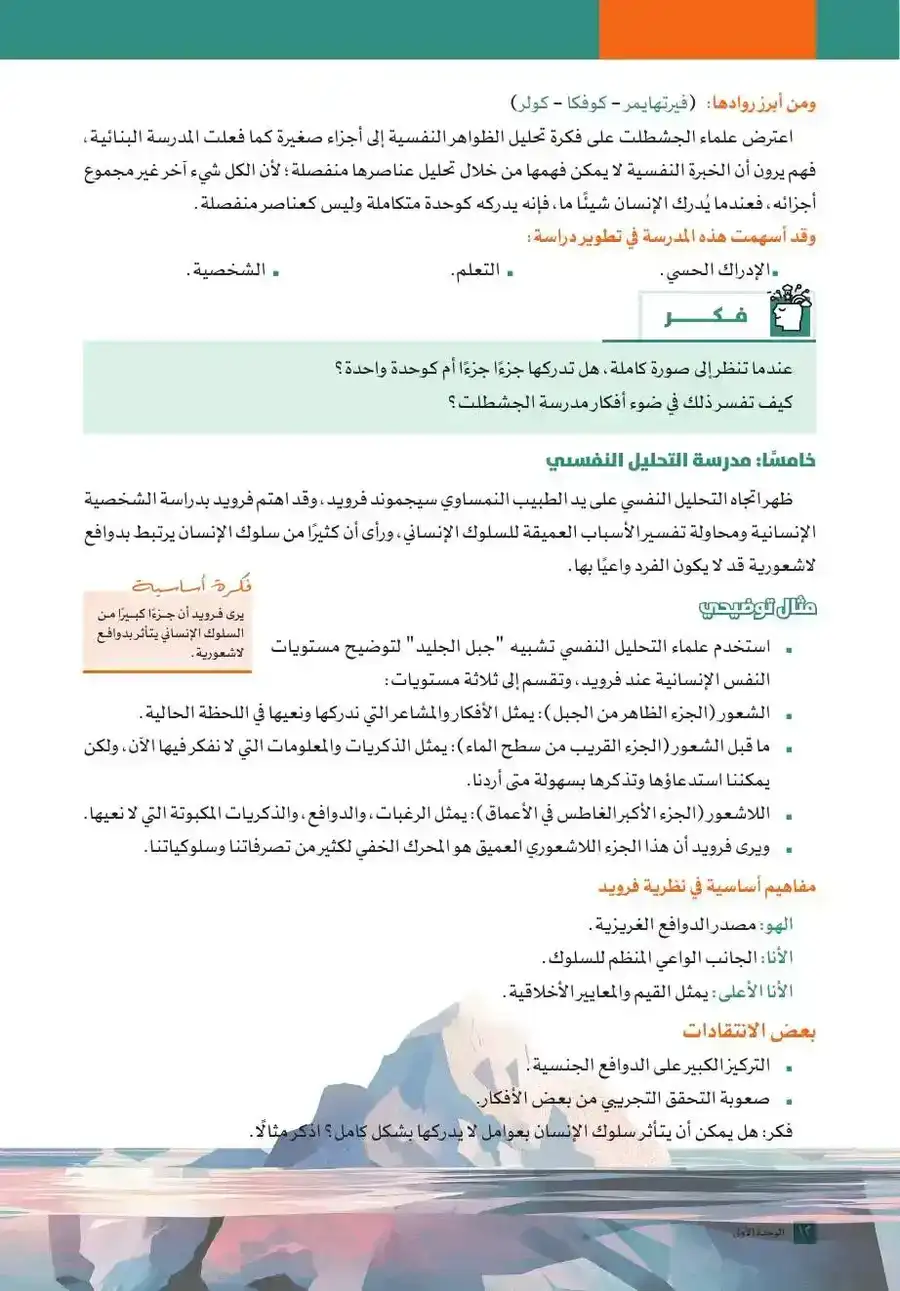 ومن أبرز روادها: (فيرتهايمر – كوفكا – كولر)
اعترض علماء الجشطلت على فكرة تحليل الظواهر النفسية إلى أجزاء صغيرة كما فعلت المدرسة البنائية،
فهم يرون أن الخبرة النفسية لا يمكن فهمها من خلال تحليل عناصرها منفصلة؛ لأن الكل شيء آخر غير مجموع
أجزائه، فعندما يُدرك الإنسان شيئًا ما، فإنه يدركه كوحدة متكاملة وليس كعناصر منفصلة.
وقد أسهمت هذه المدرسة في تطوير دراسة:
▪ الإدراك الحسي. ▪ التعلم. ▪ الشخصية.
فكر
عندما تنظر إلى صورة كاملة، هل تدركها جزءًا جزءًا أم كوحدة واحدة؟
كيف تفسر ذلك في ضوء أفكار مدرسة الجشطلت؟
خامسًا: مدرسة التحليل النفسي
ظهر اتجاه التحليل النفسي على يد الطبيب النمساوي سيجموند فرويد، وقد اهتم فرويد بدراسة الشخصية
الإنسانية ومحاولة تفسير الأسباب العميقة للسلوك الإنساني، ورأى أن كثيرًا من سلوك الإنسان يرتبط بدوافع
لاشعورية قد لا يكون الفرد واعيًا بها.
فكرة أساسية
يرى فرويد أن جزءًا كبيرًا من
السلوك الإنساني يتأثر بدوافع
لاشعورية.
مثال توضيحي
▪ استخدم علماء التحليل النفسي تشبيه "جبل الجليد" لتوضيح مستويات
النفس الإنسانية عند فرويد، وتقسم إلى ثلاثة مستويات:
▪ الشعور (الجزء الظاهر من الجبل): يمثل الأفكار والمشاعر التي ندركها ونعيها في اللحظة الحالية.
▪ ما قبل الشعور (الجزء القريب من سطح الماء): يمثل الذكريات والمعلومات التي لا نفكر فيها الآن، ولكن
يمكننا استدعاؤها وتذكرها بسهولة متى أردنا.
▪ اللاشعور (الجزء الأكبر الغاطس في الأعماق): يمثل الرغبات، والدوافع، والذكريات المكبوتة التي لا نعيها.
▪ ويرى فرويد أن هذا الجزء اللاشعوري العميق هو المحرك الخفي لكثير من تصرفاتنا وسلوكياتنا.
مفاهيم أساسية في نظرية فرويد
الهو: مصدر الدوافع الغريزية.
الأنا: الجانب الواعي المنظم للسلوك.
الأنا الأعلى: يمثل القيم والمعايير الأخلاقية.
بعض الانتقادات
▪ التركيز الكبير على الدوافع الجنسية.
▪ صعوبة التحقق التجريبي من بعض الأفكار.
فكر: هل يمكن أن يتأثر سلوك الإنسان بعوامل لا يدركها بشكل كامل؟ اذكر مثالًا.
١٢ الوحدة الأولى